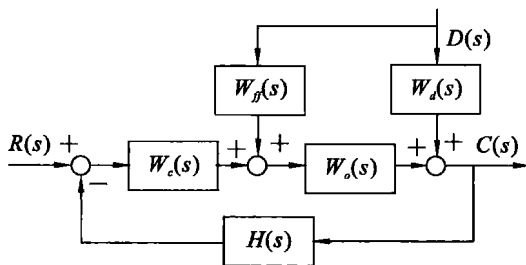 D(s)
W_ff(s)
W_d(s)
R(s) + W_c(s) + + W_o(s) + + C(s)
−
H(s)